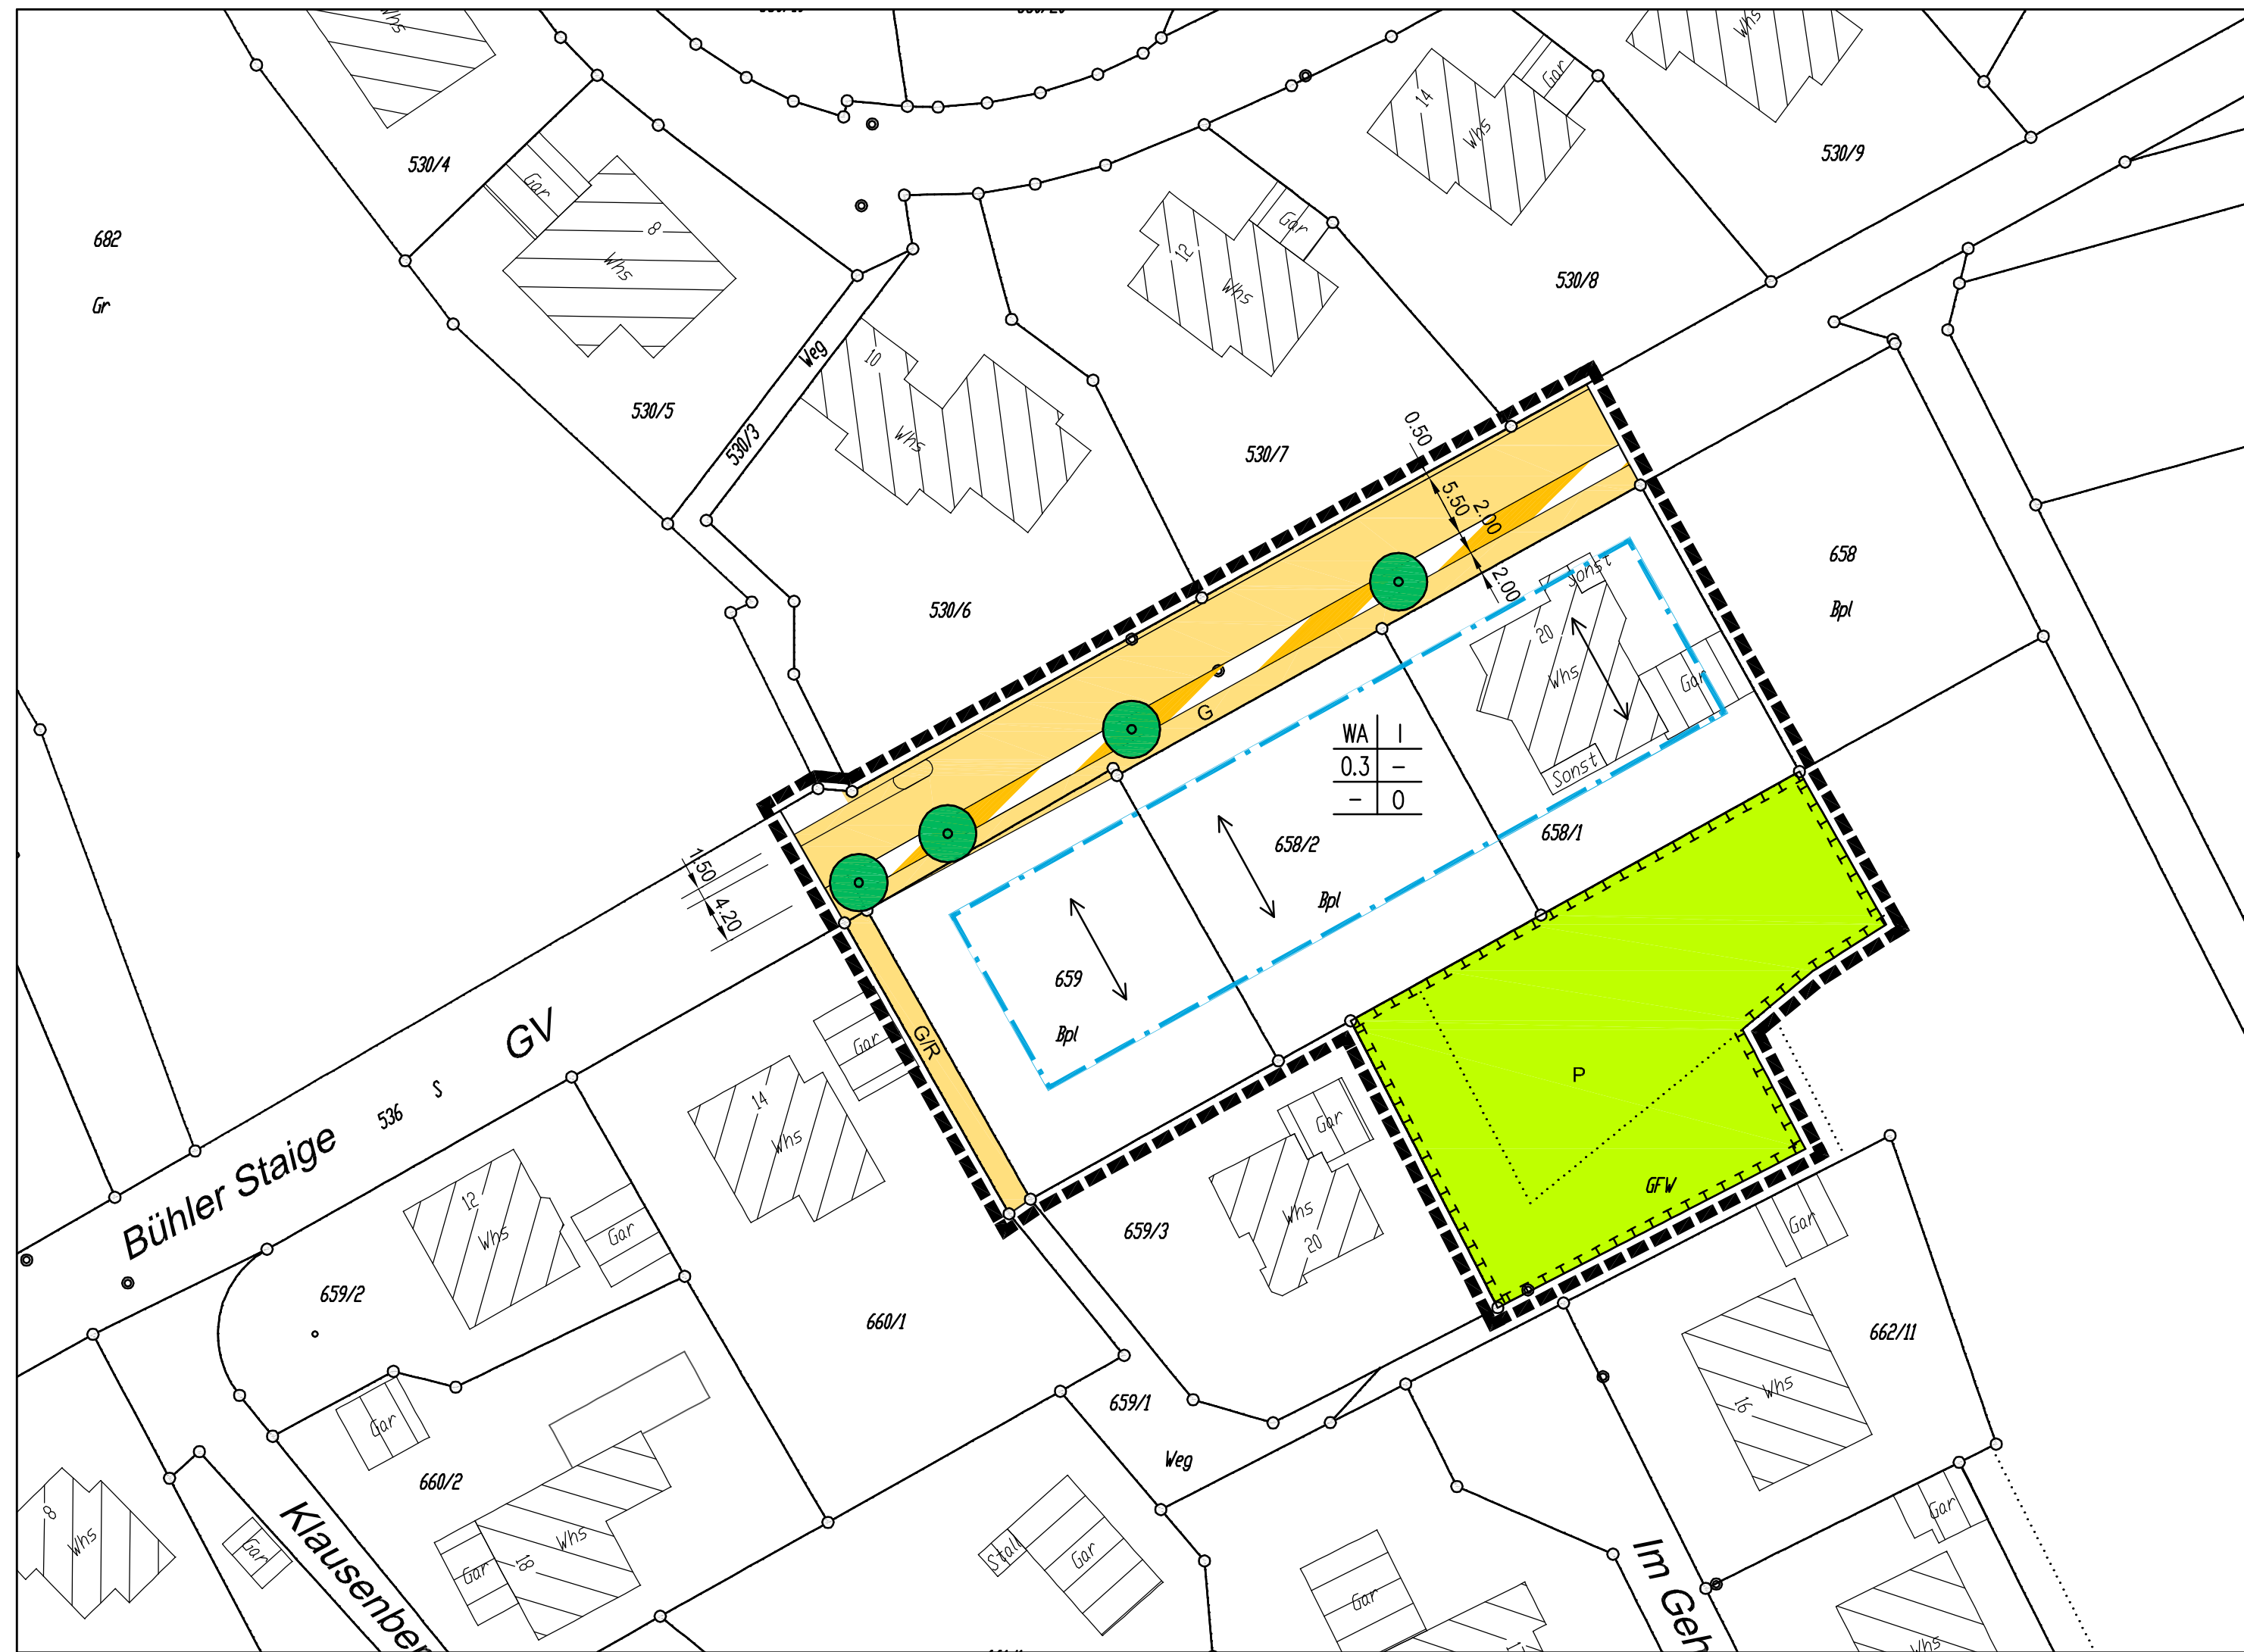 Whs
Whs
530/4
Gar
14
Gar
Whs
530/9
682
Gr
8
Whs
12
Gar
Whs
530/8
Weg
10
530/5
530/3
Whs
530/7
0.50
5.50
2.00
2.00
658
Bpl
530/6
Sonst
20
Whs
Gar
G
WA I
0.3 –
– 0
Sonst
658/1
658/2
Bpl
1.50
4.20
659
Bpl
GV
G/R
Gar
P
536 S
Bühler Staige
14
Whs
Gar
GFW
12
Whs
Gar
659/3
Whs
20
Gar
659/2
660/1
662/11
16
Whs
Gar
659/1
Weg
660/2
Gar
Gar
8
Whs
Gar
Gar
18
Whs
Stall
Gar
Gar
Whs